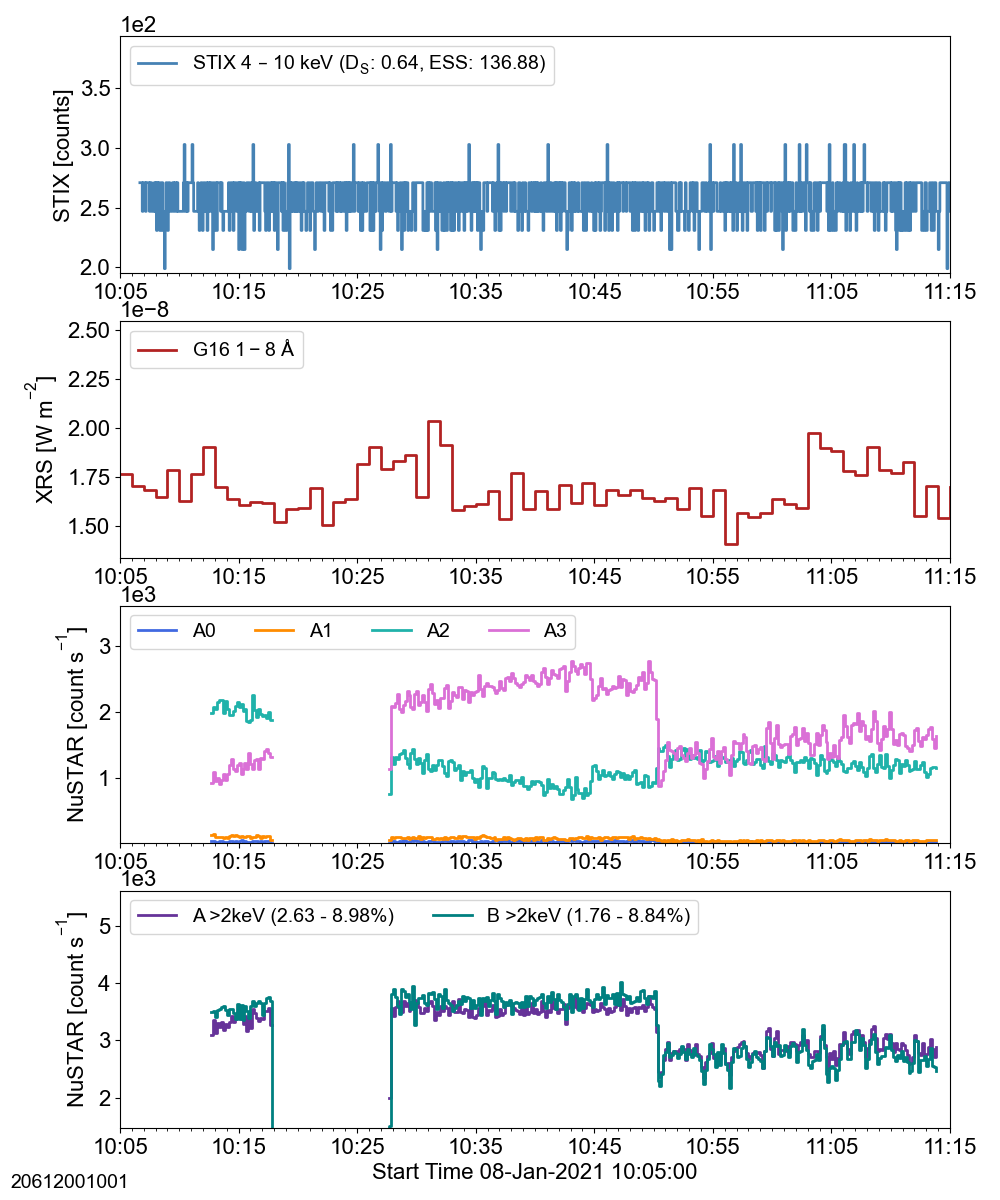 1e2
STIX 4 – 10 keV (D_S: 0.64, ESS: 136.88)
STIX [counts]
3.5
3.0
2.5
2.0
10:05 10:15 10:25 10:35 10:45 10:55 11:05 11:15
1e−8
G16 1 – 8 Å
XRS [W m⁻²]
2.50
2.25
2.00
1.75
1.50
10:05 10:15 10:25 10:35 10:45 10:55 11:05 11:15
1e3
A0 A1 A2 A3
NuSTAR [count s⁻¹]
3
2
1
10:05 10:15 10:25 10:35 10:45 10:55 11:05 11:15
1e3
A >2keV (2.63 - 8.98%) B >2keV (1.76 - 8.84%)
NuSTAR [count s⁻¹]
5
4
3
2
10:05 10:15 10:25 10:35 10:45 10:55 11:05 11:15
Start Time 08-Jan-2021 10:05:00
20612001001